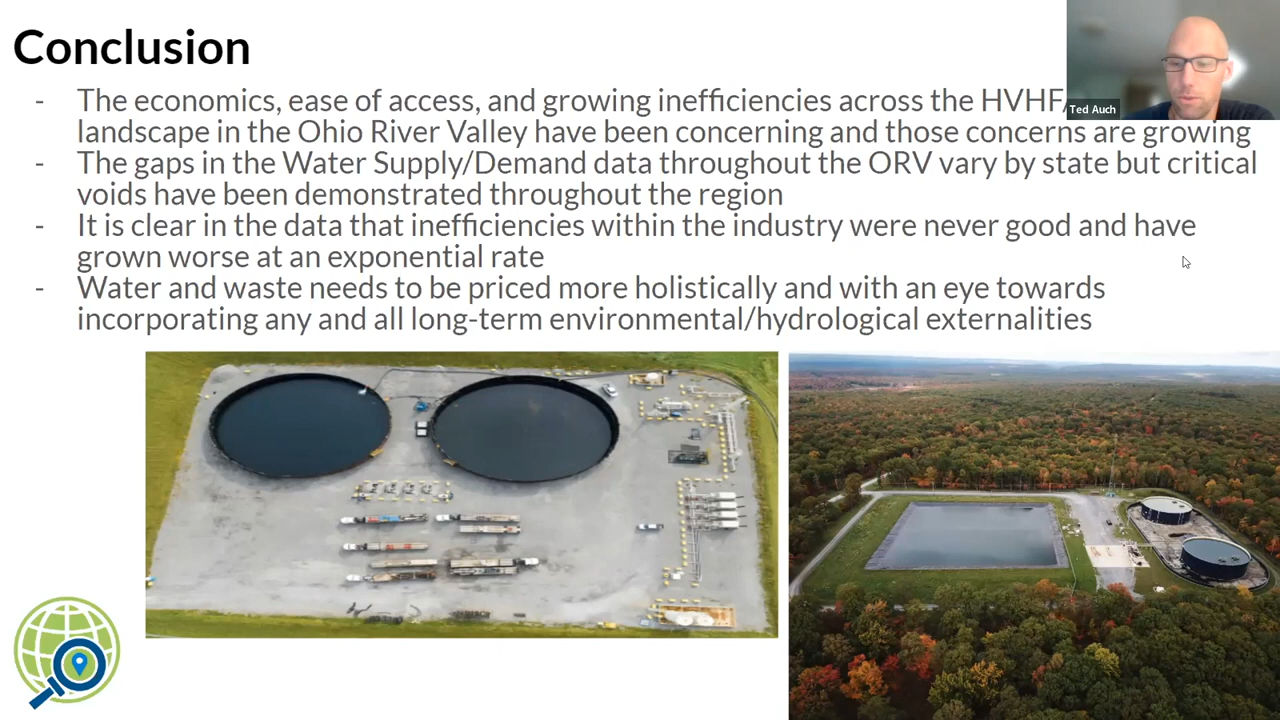 Conclusion
- The economics, ease of access, and growing inefficiencies across the HVHF
landscape in the Ohio River Valley have been concerning and those concerns are growing
- The gaps in the Water Supply/Demand data throughout the ORV vary by state but critical
voids have been demonstrated throughout the region
- It is clear in the data that inefficiencies within the industry were never good and have
grown worse at an exponential rate
- Water and waste needs to be priced more holistically and with an eye towards
incorporating any and all long-term environmental/hydrological externalities
Ted Auch